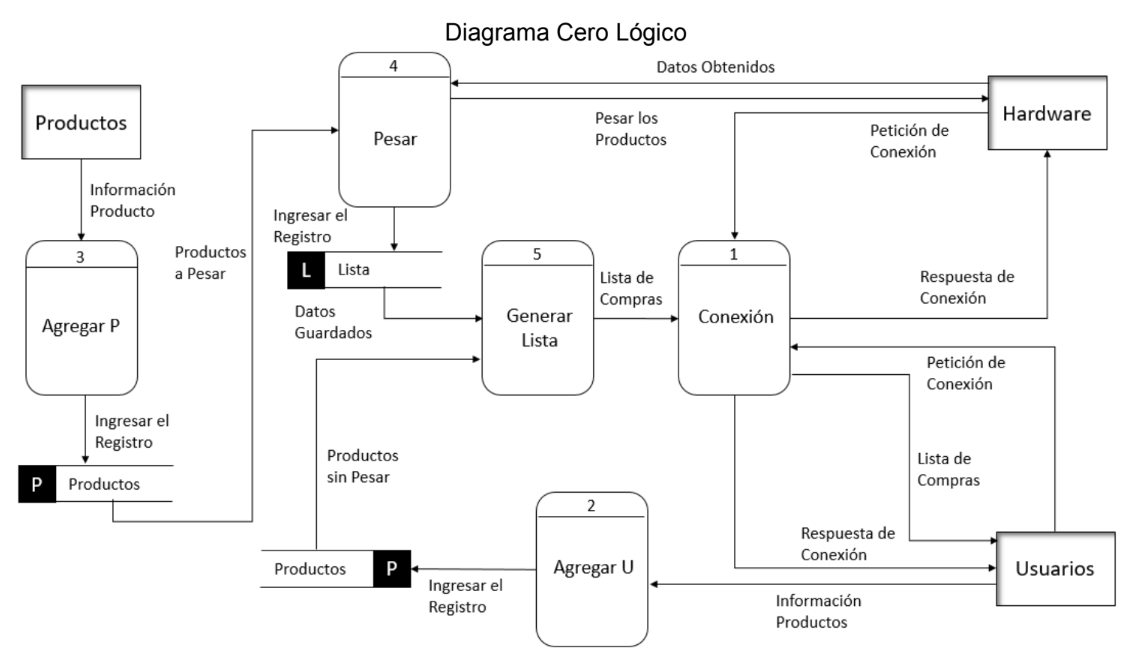 Diagrama Cero Lógico
4
Pesar
Datos Obtenidos
Hardware
Productos
Pesar los
Productos
Petición de
Conexión
Información
Producto
Ingresar el
Registro
Productos
a Pesar
3
Agregar P
L
Lista
5
Generar
Lista
Lista de
Compras
1
Conexión
Respuesta de
Conexión
Datos
Guardados
Petición de
Conexión
Ingresar el
Registro
P
Productos
Productos
sin Pesar
Lista de
Compras
2
Agregar U
Respuesta de
Conexión
Usuarios
Productos
P
Ingresar el
Registro
Información
Productos